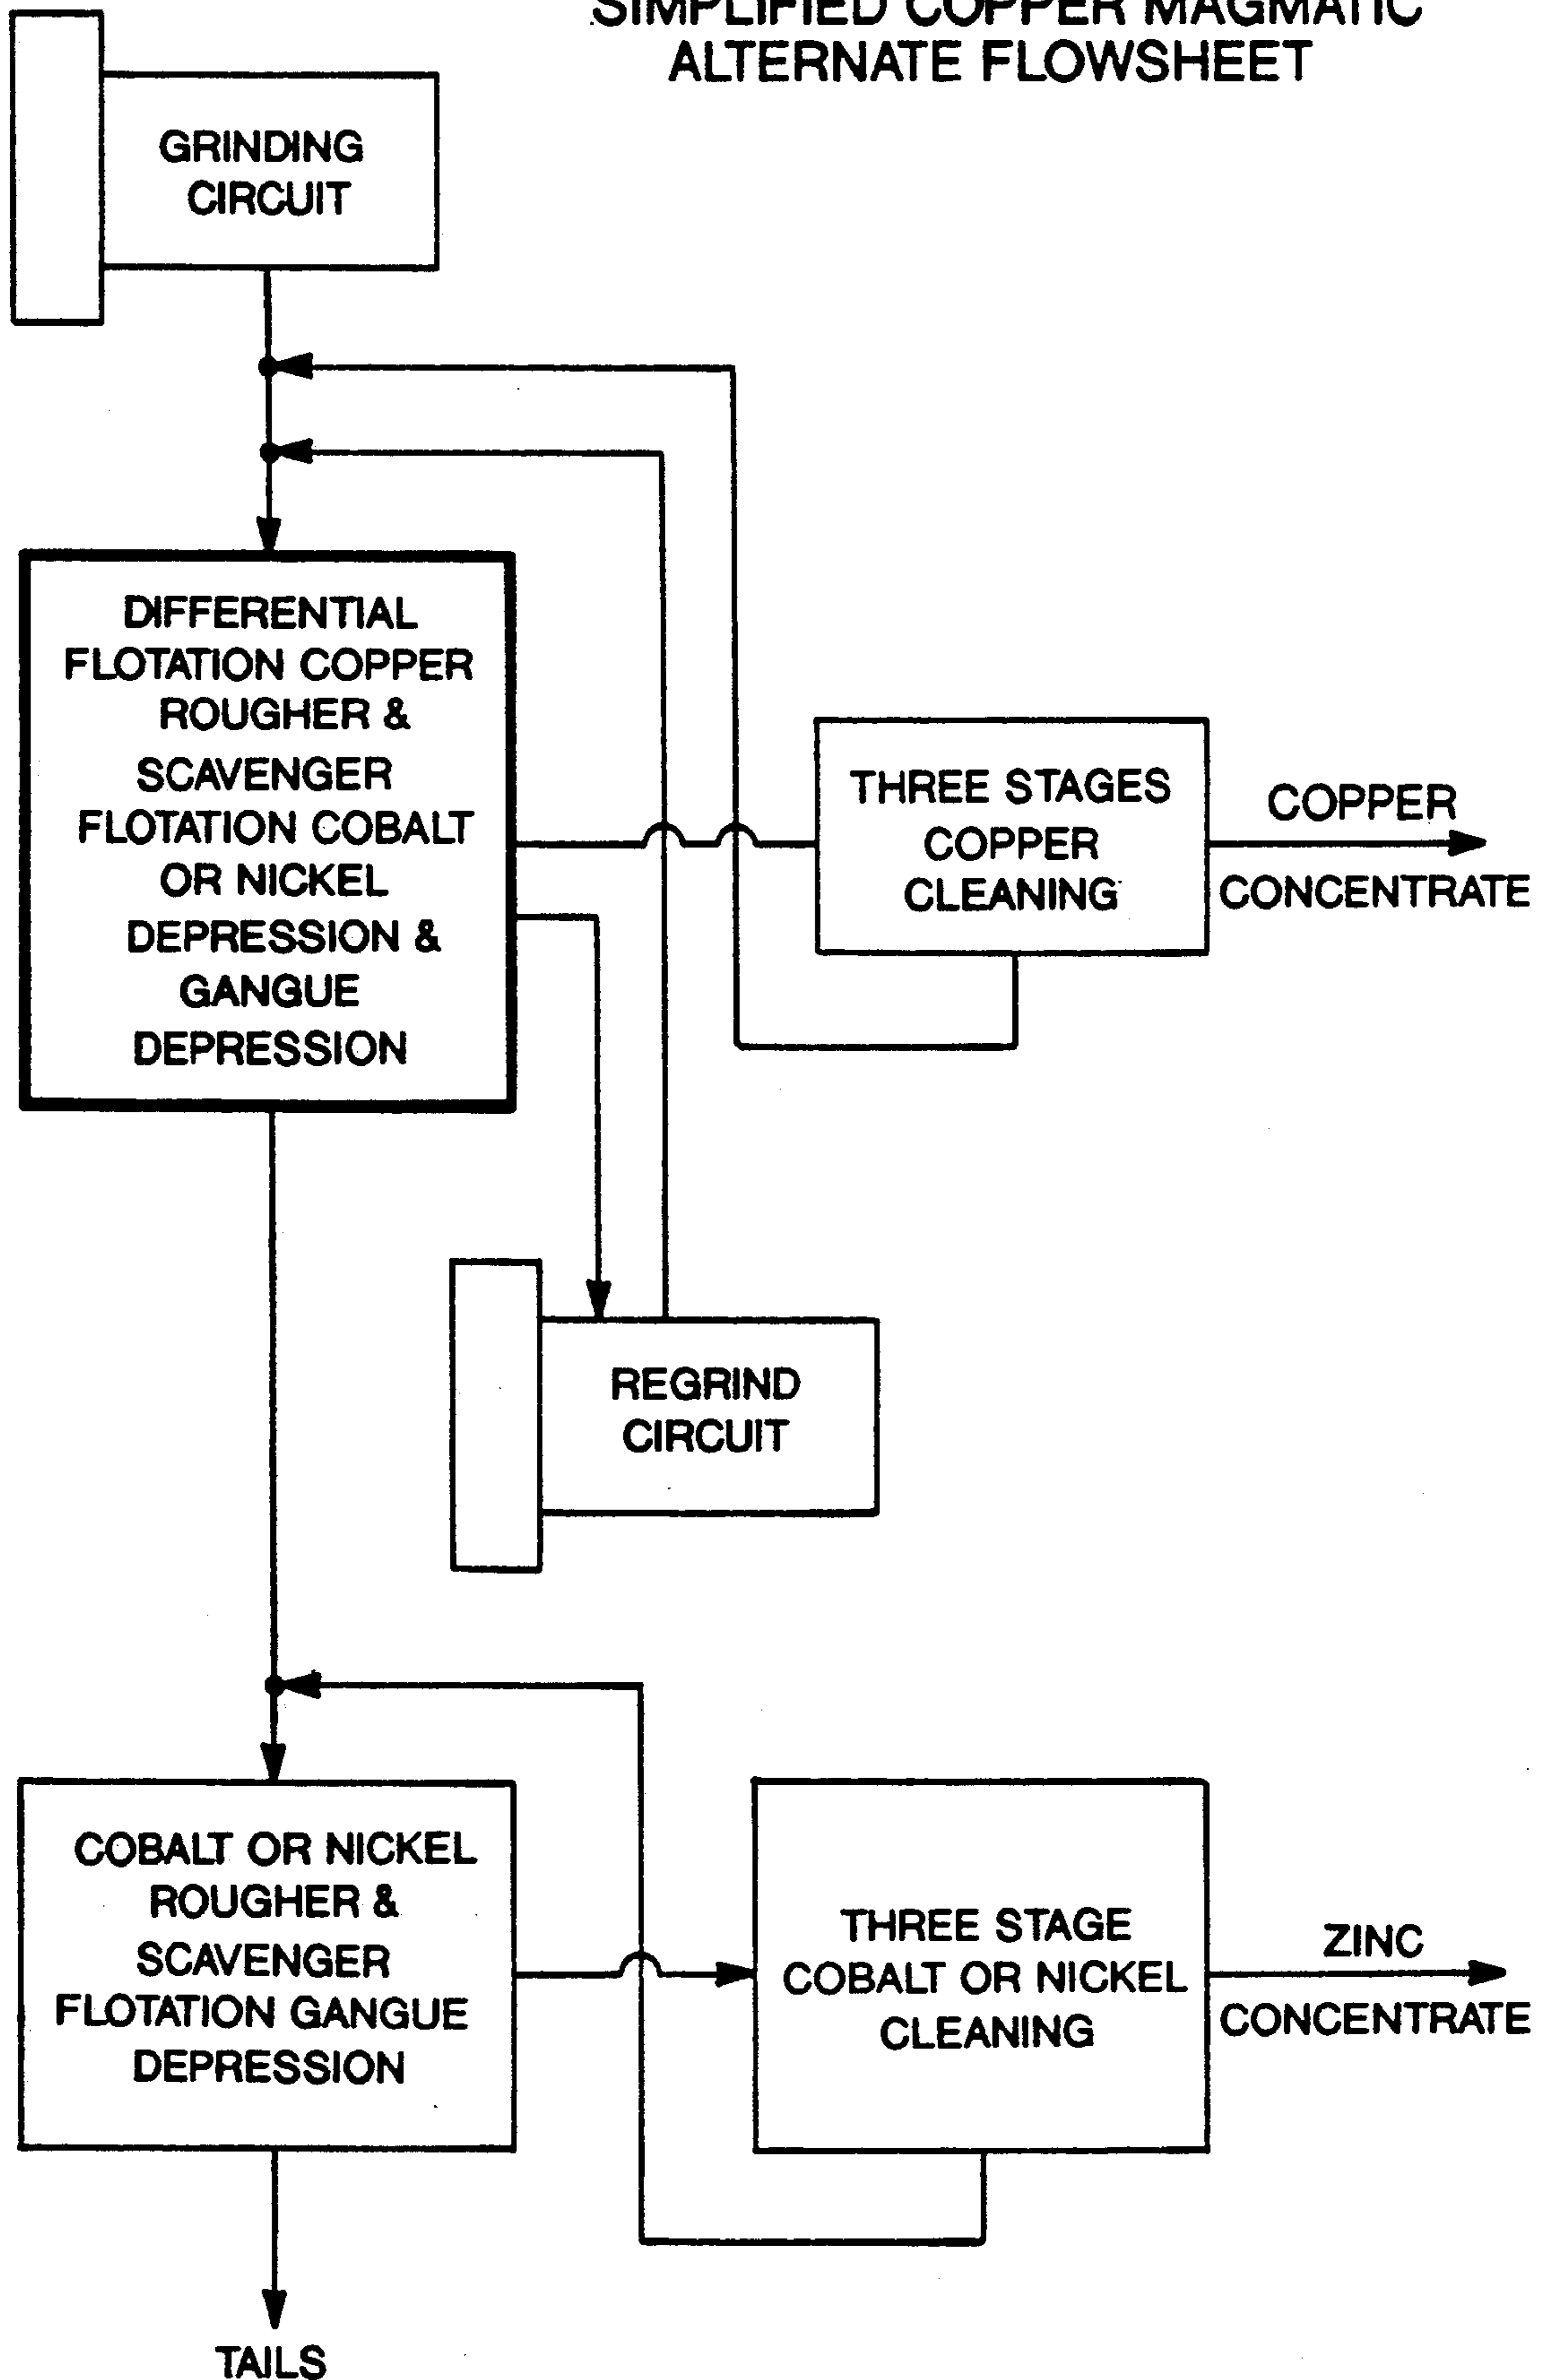 SIMPLIFIED COPPER MAGMATIC
ALTERNATE FLOWSHEET
GRINDING
CIRCUIT
DIFFERENTIAL
FLOTATION COPPER
ROUGHER &
SCAVENGER
FLOTATION COBALT
OR NICKEL
DEPRESSION &
GANGUE
DEPRESSION
THREE STAGES
COPPER
CLEANING
COPPER
CONCENTRATE
REGRIND
CIRCUIT
COBALT OR NICKEL
ROUGHER &
SCAVENGER
FLOTATION GANGUE
DEPRESSION
THREE STAGE
COBALT OR NICKEL
CLEANING
ZINC
CONCENTRATE
TAILS